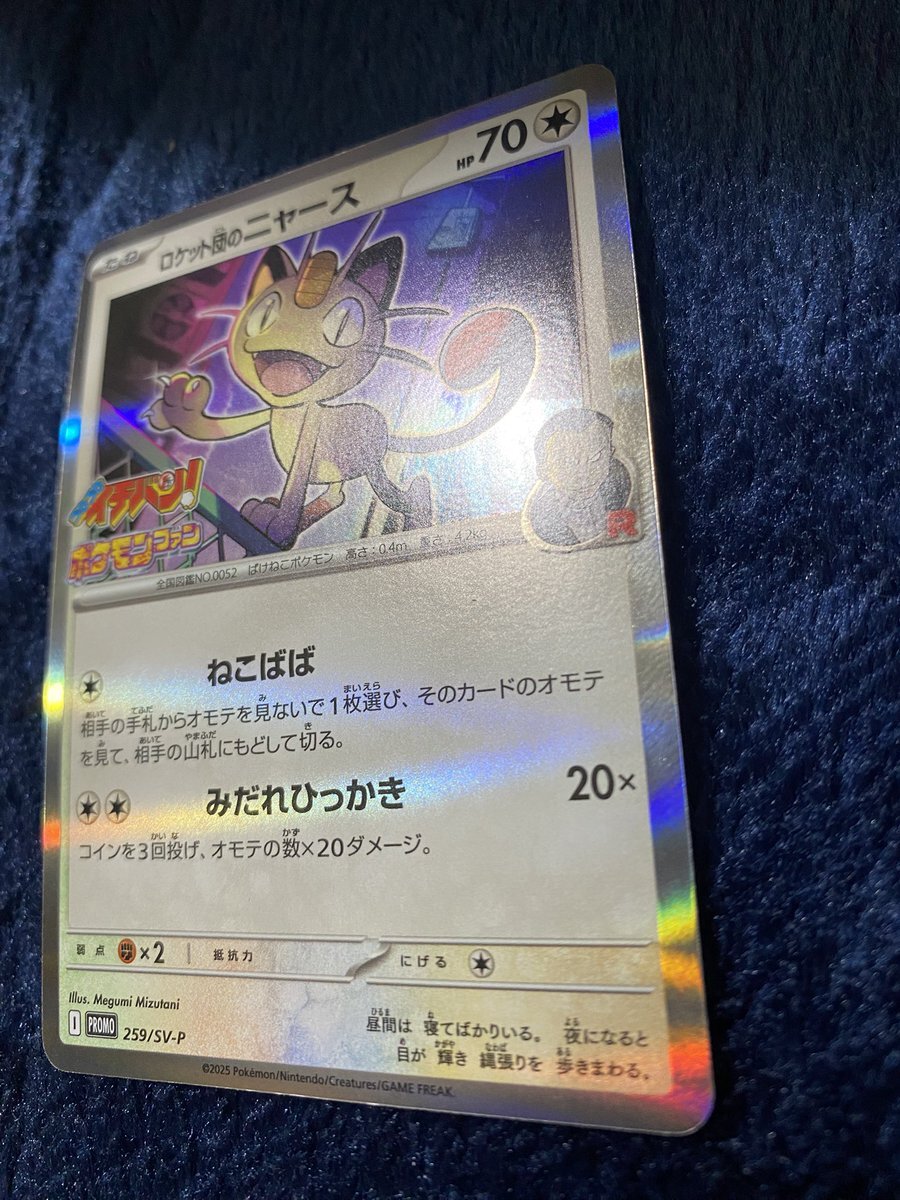 たね
ロケット団のニャース
HP 70
イチバン!
ポケモンファン
R
全国図鑑NO.0052 ばけねこポケモン 高さ:0.4m 重さ:4.2kg
ねこばば
相手の手札からオモテを見ないで1枚選び、そのカードのオモテ
を見て、相手の山札にもどして切る。
みだれひっかき 20×
コインを3回投げ、オモテの数×20ダメージ。
弱点 ×2 抵抗力 にげる
Illus. Megumi Mizutani
I PROMO 259/SV-P
昼間は 寝てばかりいる。 夜になると
目が 輝き 縄張りを 歩きまわる。
©2025 Pokémon/Nintendo/Creatures/GAME FREAK.